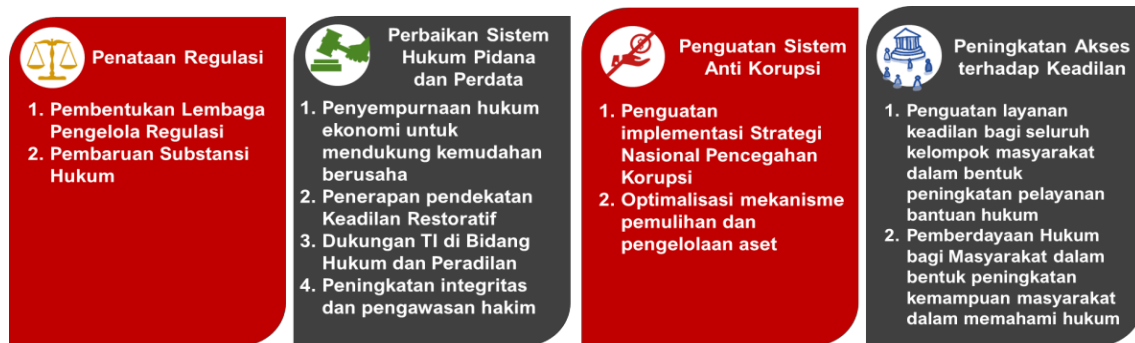 Penataan Regulasi
1. Pembentukan Lembaga
Pengelola Regulasi
2. Pembaruan Substansi
Hukum
Perbaikan Sistem
Hukum Pidana
dan Perdata
1. Penyempurnaan hukum
ekonomi untuk
mendukung kemudahan
berusaha
2. Penerapan pendekatan
Keadilan Restoratif
3. Dukungan TI di Bidang
Hukum dan Peradilan
4. Peningkatan integritas
dan pengawasan hakim
Penguatan Sistem
Anti Korupsi
1. Penguatan
implementasi Strategi
Nasional Pencegahan
Korupsi
2. Optimalisasi mekanisme
pemulihan dan
pengelolaan aset
Peningkatan Akses
terhadap Keadilan
1. Penguatan layanan
keadilan bagi seluruh
kelompok masyarakat
dalam bentuk
peningkatan pelayanan
bantuan hukum
2. Pemberdayaan Hukum
bagi Masyarakat dalam
bentuk peningkatan
kemampuan masyarakat
dalam memahami hukum